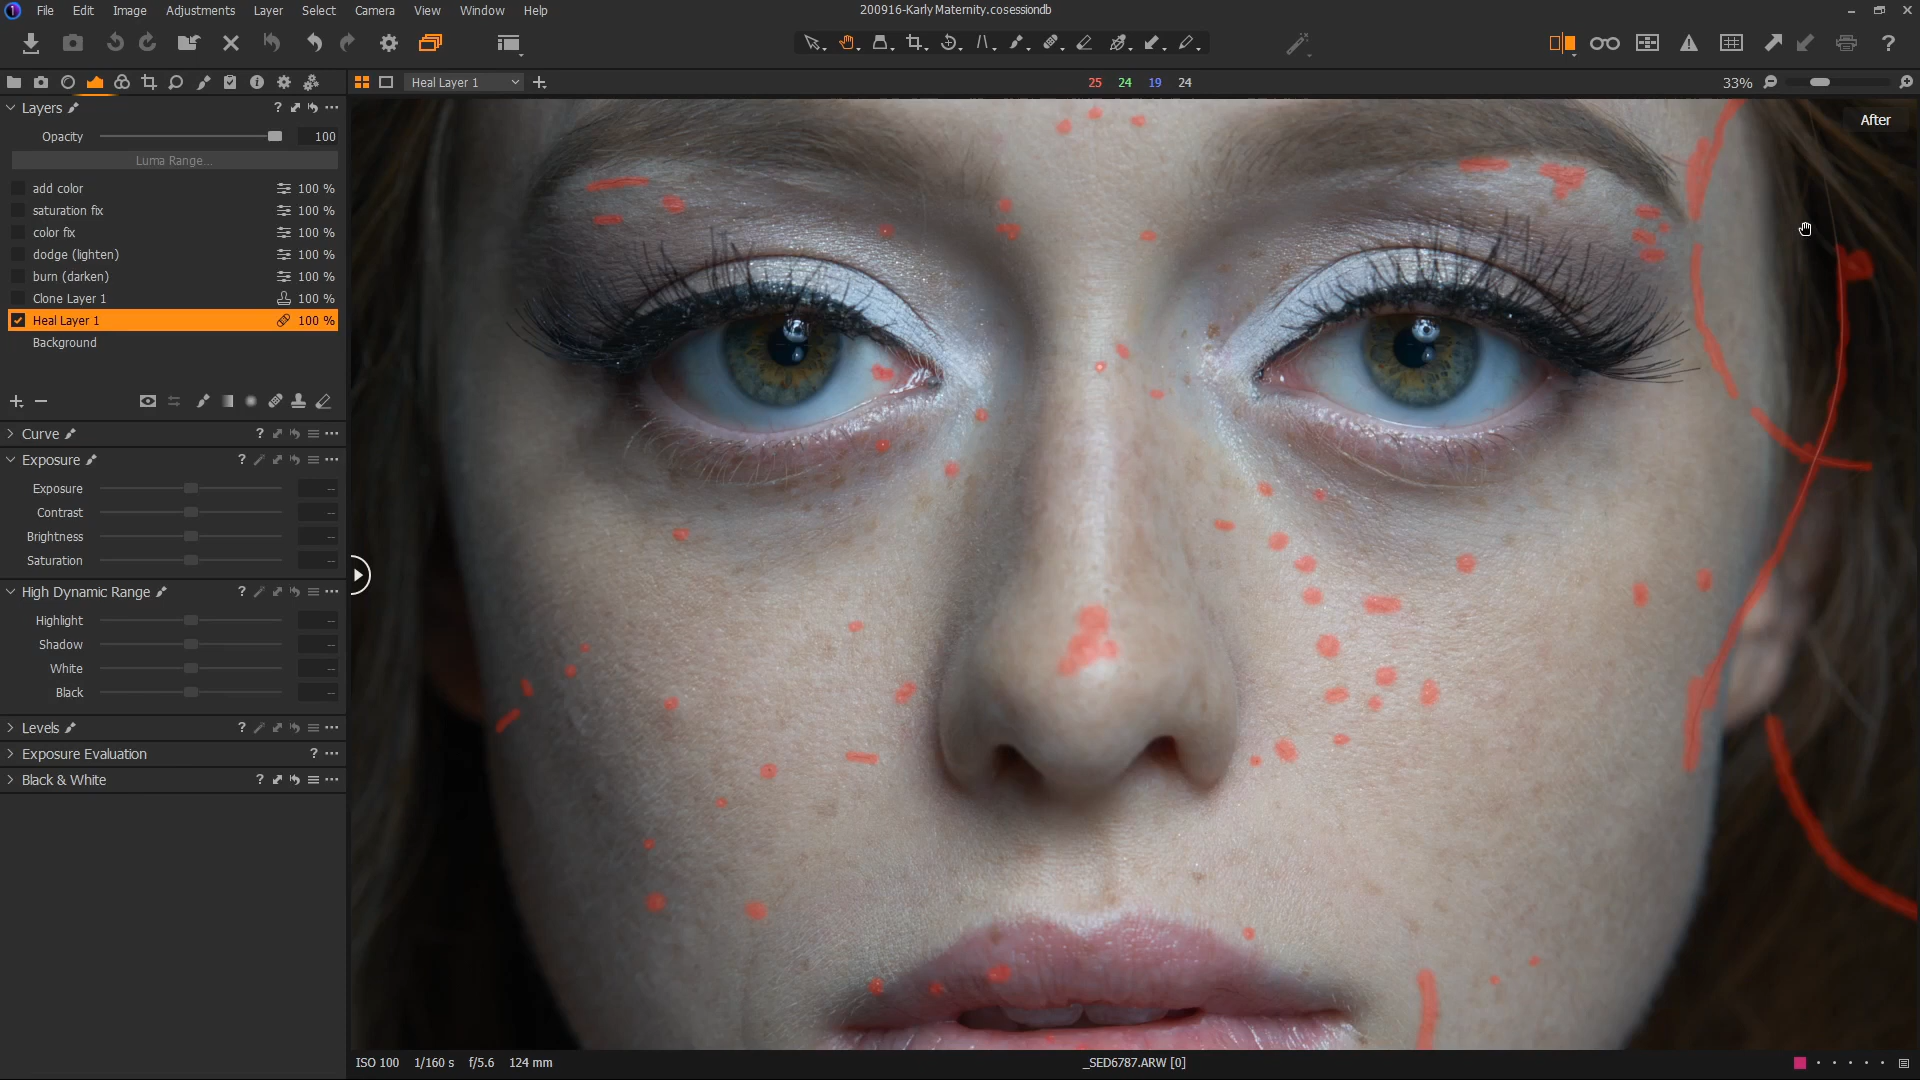 File Edit Image Adjustments Layer Select Camera View Window Help
200916-Karly Maternity.cosessiondb
Heal Layer 1
25 24 19 24
33%
Layers
Opacity 100
Luma Range...
add color 100 %
saturation fix 100 %
color fix 100 %
dodge (lighten) 100 %
burn (darken) 100 %
Clone Layer 1 100 %
Heal Layer 1 100 %
Background
Curve
Exposure
Exposure --
Contrast --
Brightness --
Saturation --
High Dynamic Range
Highlight --
Shadow --
White --
Black --
Levels
Exposure Evaluation
Black & White
After
ISO 100 1/160 s f/5.6 124 mm
_SED6787.ARW [0]